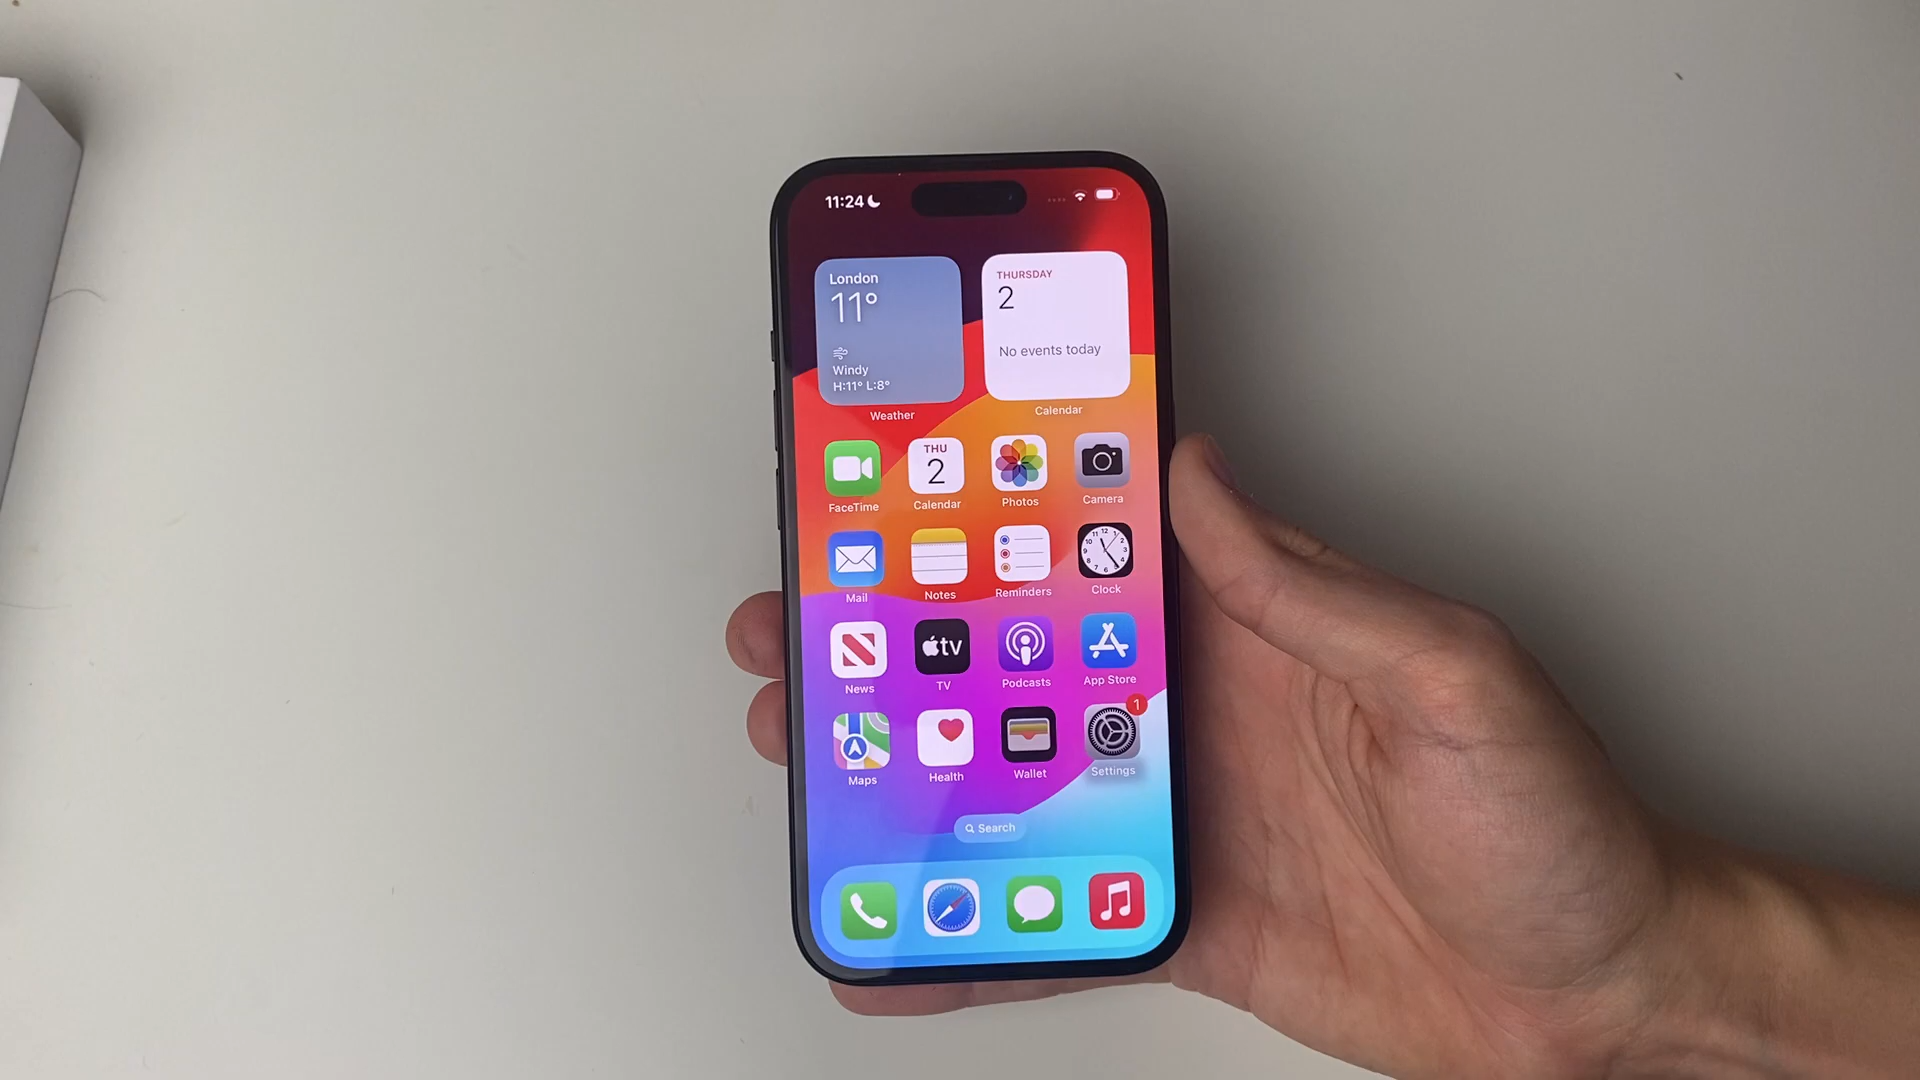 11:24
London
11°
Windy
H:11° L:8°
Weather
THURSDAY
2
No events today
Calendar
FaceTime
THU
2
Calendar
Photos
Camera
Mail
Notes
Reminders
Clock
News
tv
TV
Podcasts
App Store
Maps
Health
Wallet
1
Settings
Search